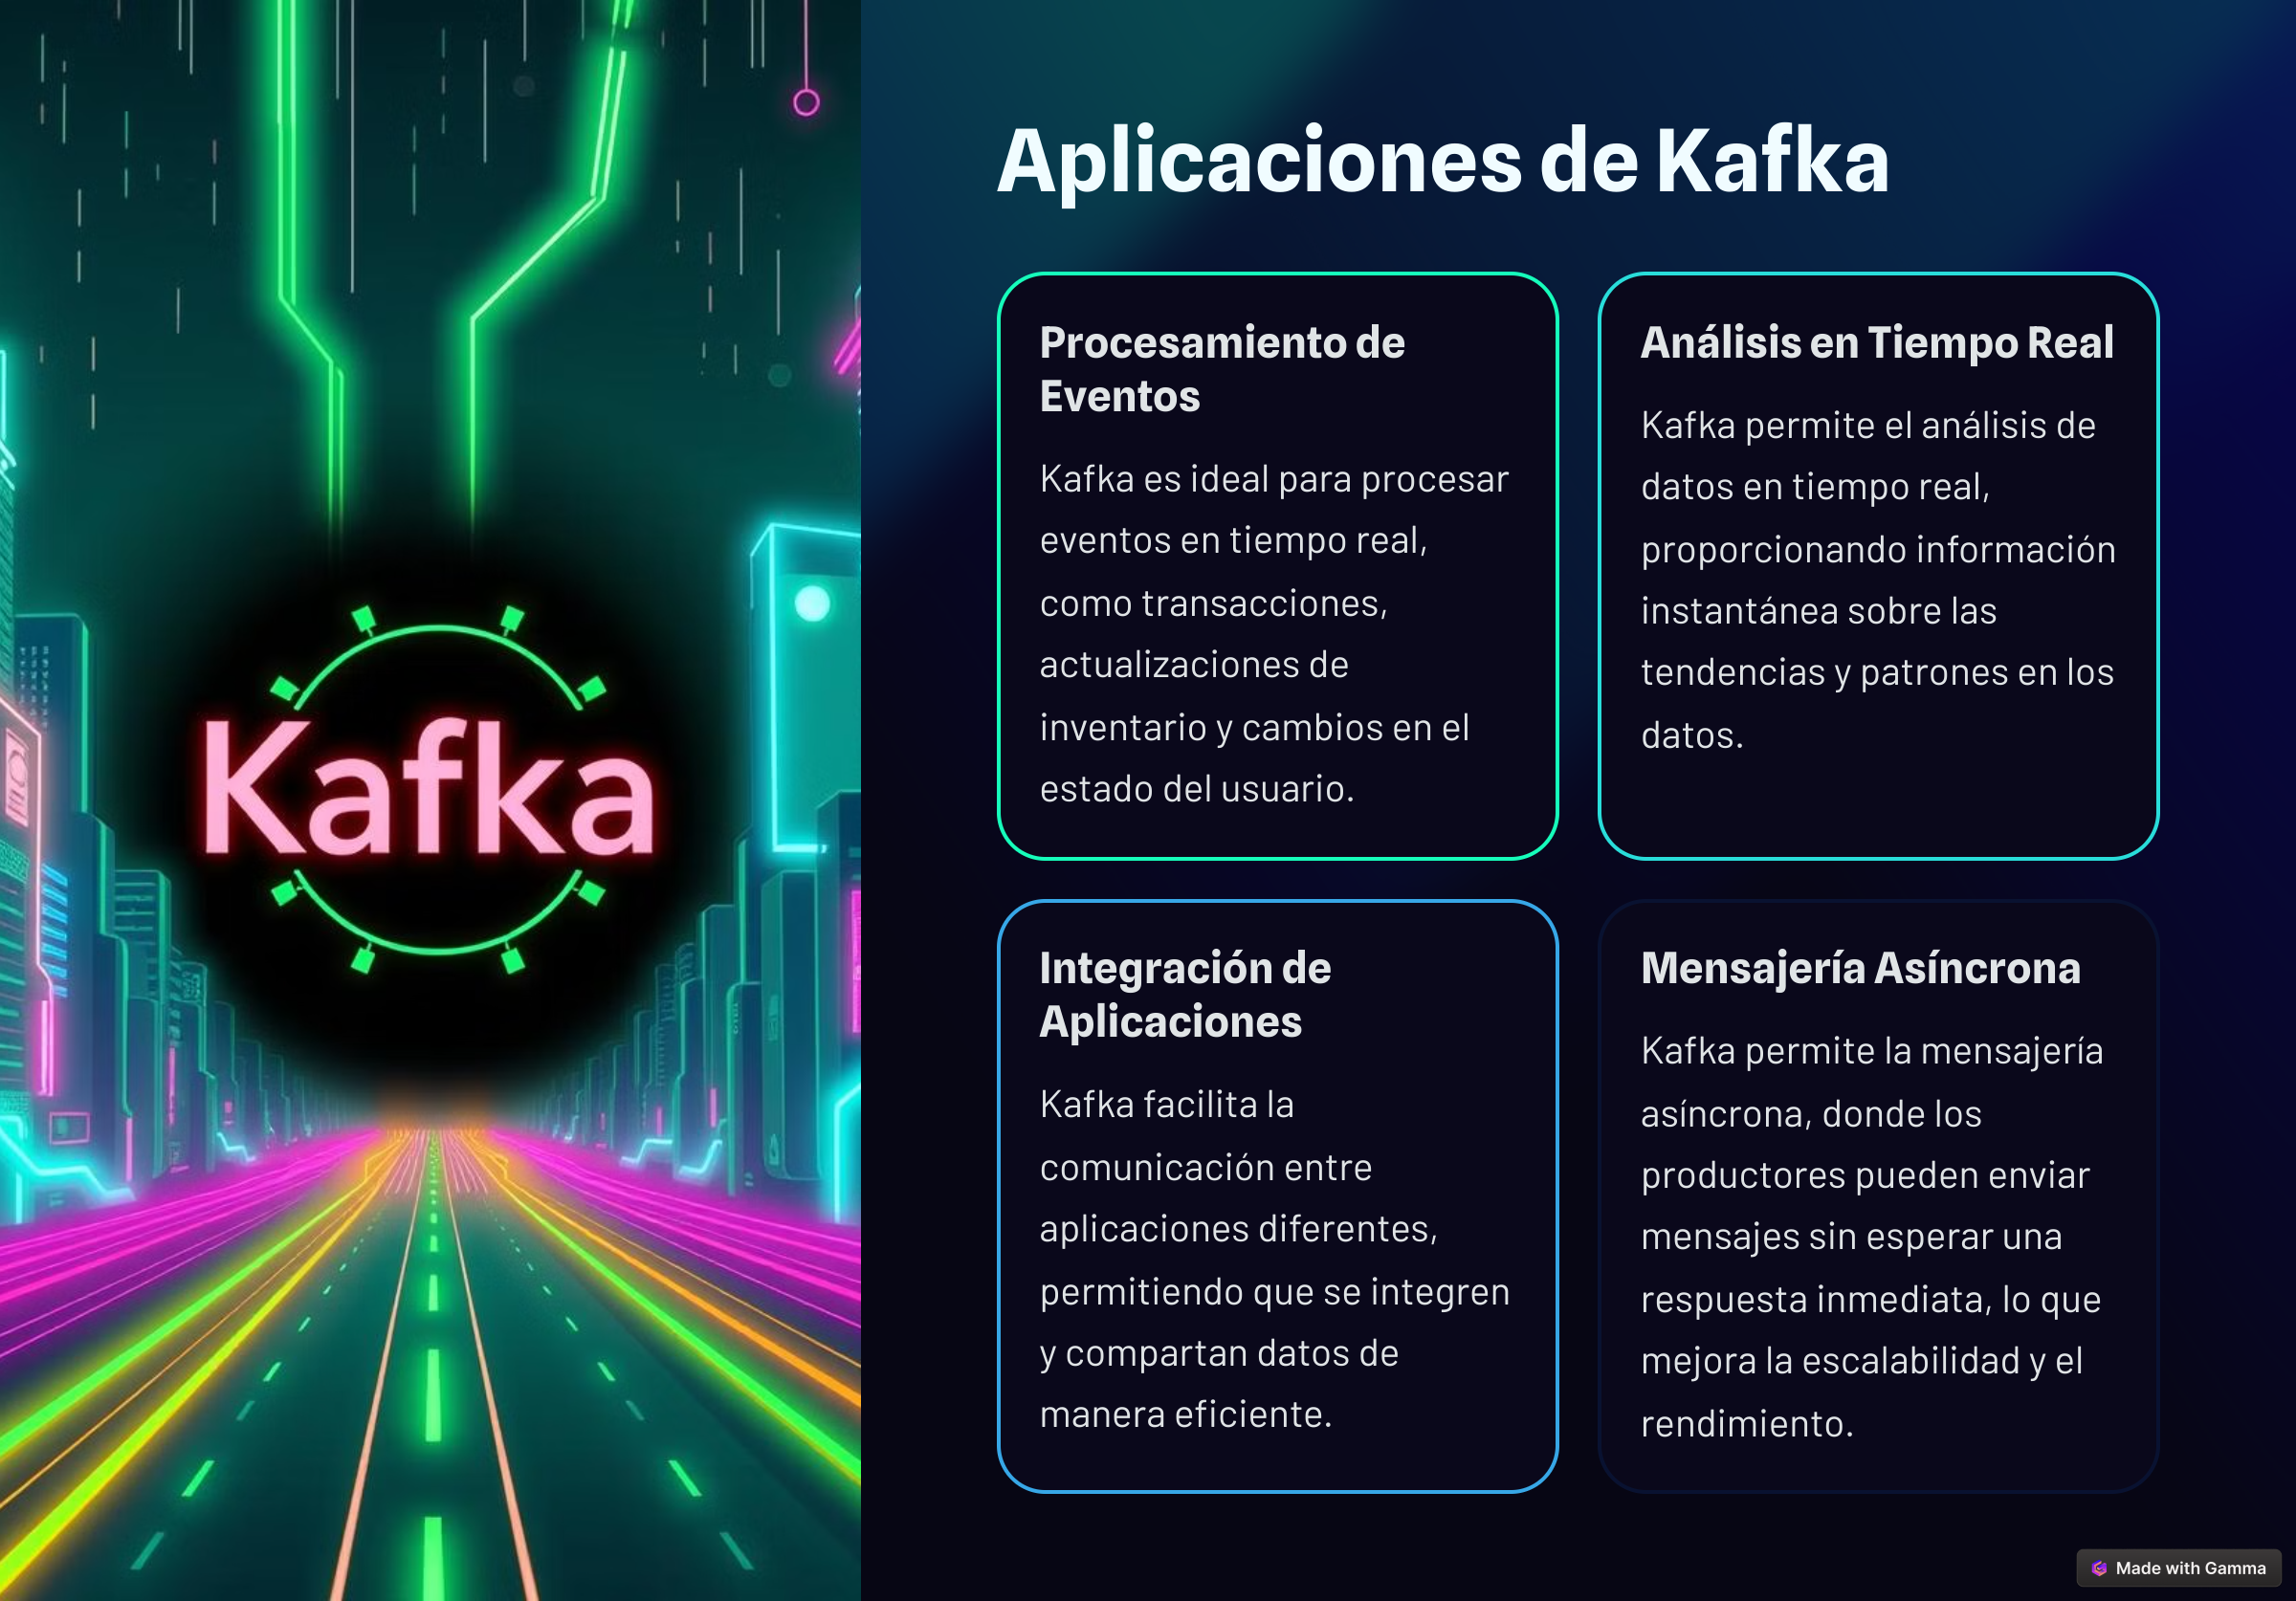 Kafka
Aplicaciones de Kafka
Procesamiento de
Eventos
Kafka es ideal para procesar
eventos en tiempo real,
como transacciones,
actualizaciones de
inventario y cambios en el
estado del usuario.
Análisis en Tiempo Real
Kafka permite el análisis de
datos en tiempo real,
proporcionando información
instantánea sobre las
tendencias y patrones en los
datos.
Integración de
Aplicaciones
Kafka facilita la
comunicación entre
aplicaciones diferentes,
permitiendo que se integren
y compartan datos de
manera eficiente.
Mensajería Asíncrona
Kafka permite la mensajería
asíncrona, donde los
productores pueden enviar
mensajes sin esperar una
respuesta inmediata, lo que
mejora la escalabilidad y el
rendimiento.
Made with Gamma